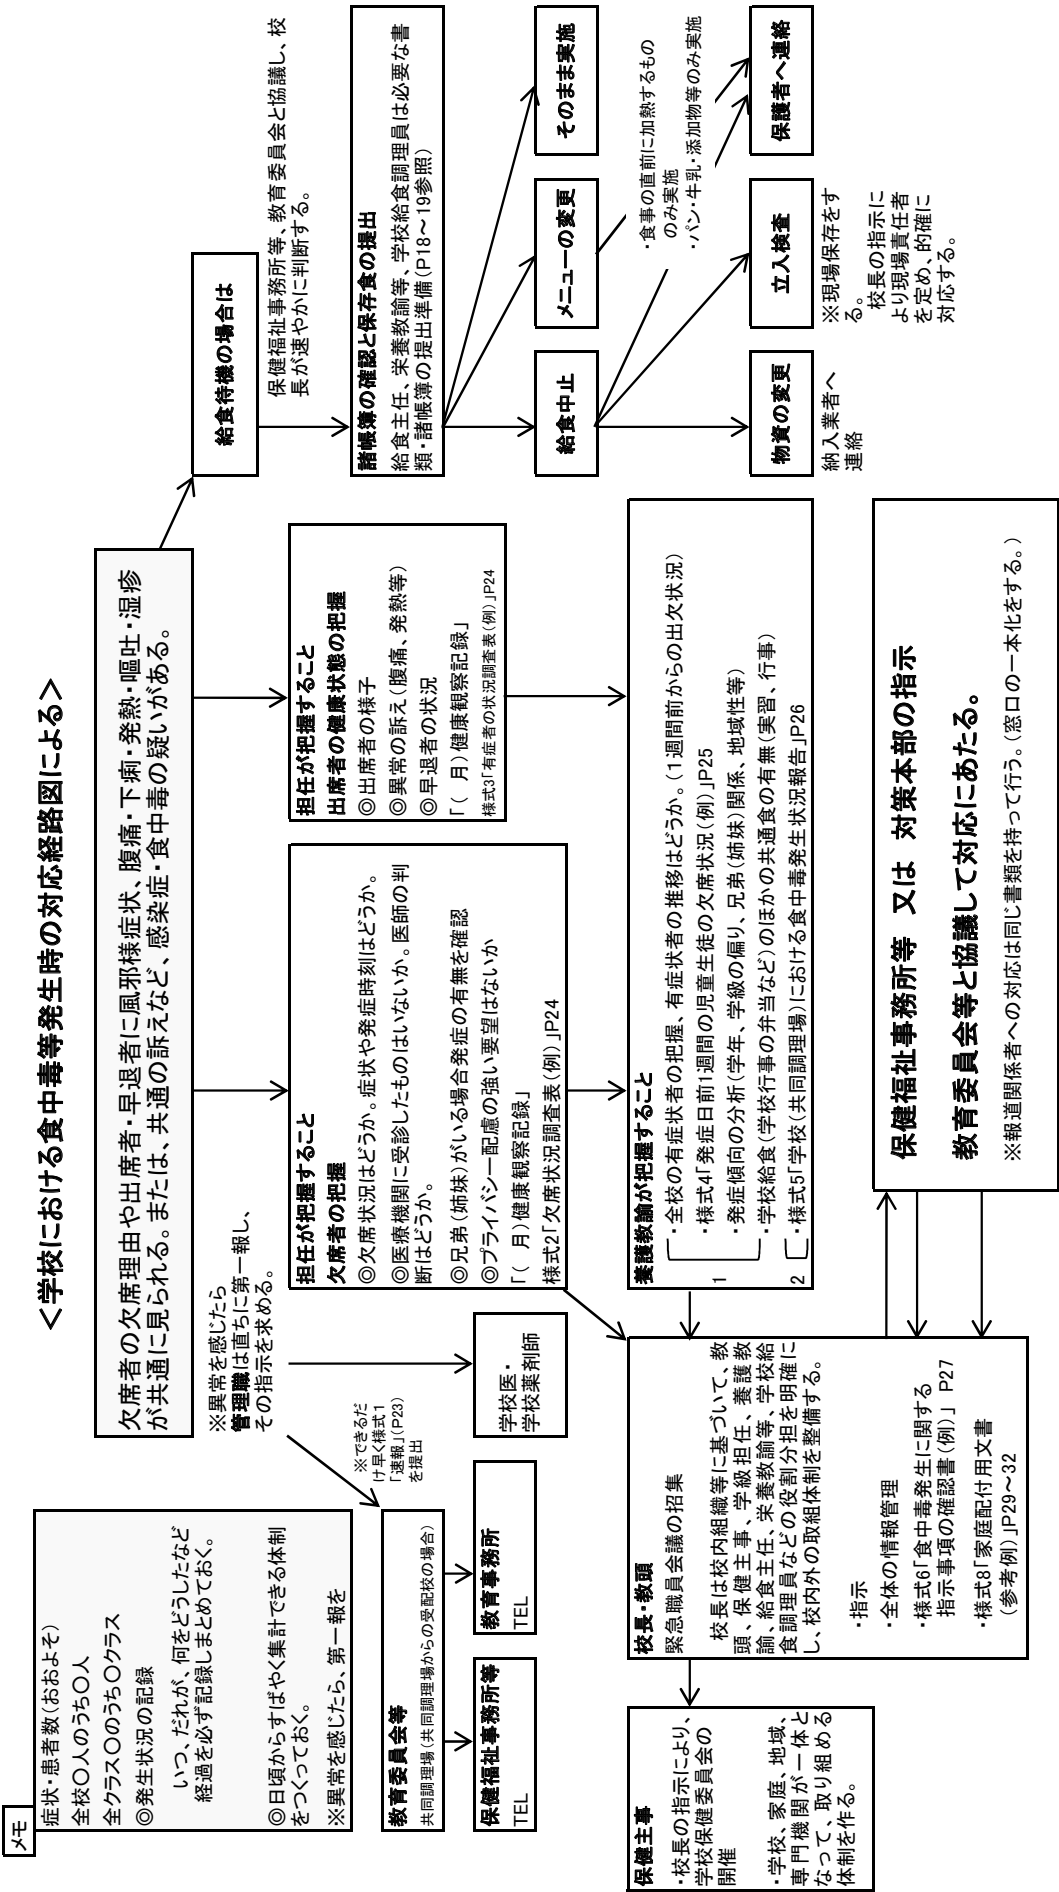 ＜学校における食中毒等発生時の対応経路図による＞
メモ
症状・患者数(おおよそ)
全校〇人のうち〇人
全クラス〇のうち〇クラス
◎発生状況の記録
いつ、だれが、何をどうしたなど
経過を必ず記録しまとめておく。
◎日頃からすばやく集計できる体制
をつくっておく。
※異常を感じたら、第一報を
欠席者の欠席理由や出席者・早退者に風邪様症状、腹痛・下痢・発熱・嘔吐・湿疹
が共通に見られる。または、共通の訴えなど、感染症・食中毒の疑いがある。
※異常を感じたら
管理職は直ちに第一報し、
その指示を求める。
※できるだ
け早く様式１
「速報」(P23)
を提出
教育委員会等
共同調理場(共同調理場からの受配校の場合)
保健福祉事務所等
TEL
教育事務所
TEL
学校医・
学校薬剤師
担任が把握すること
欠席者の把握
◎欠席状況はどうか。症状や発症時刻はどうか。
◎医療機関に受診したものはいないか。医師の判
断はどうか。
◎兄弟(姉妹)がいる場合発症の有無を確認
◎プライバシー配慮の強い要望はないか
「(　月)健康観察記録」
様式2「欠席状況調査表(例)」P24
担任が把握すること
出席者の健康状態の把握
◎出席者の様子
◎異常の訴え(腹痛、発熱等)
◎早退者の状況
「(　月)健康観察記録」
様式3「有症者の状況調査表(例)」P24
給食待機の場合は
保健福祉事務所等、教育委員会と協議し、校
長が速やかに判断する。
諸帳簿の確認と保存食の提出
給食主任、栄養教諭等、学校給食調理員は必要な書
類・諸帳簿の提出準備(P18～19参照)
給食中止
メニューの変更
そのまま実施
・食事の直前に加熱するもの
のみ実施
・パン・牛乳・添加物等のみ実施
物資の変更
納入業者へ
連絡
立入検査
※現場保存をす
る。
校長の指示に
より現場責任者
を定め、的確に
対応する。
保護者へ連絡
養護教諭が把握すること
1
・全校の有症状者の把握、有症状者の推移はどうか。(1週間前からの出欠状況)
・様式4「発症日前1週間の児童生徒の欠席状況(例)」P25
・発症傾向の分析(学年、学級の偏り、兄弟(姉妹)関係、地域性等)
・学校給食(学校行事の弁当など)のほかの共通食の有無(実習、行事)
2
・様式5「学校(共同調理場)における食中毒発生状況報告」P26
校長・教頭
緊急職員会議の招集
校長は校内組織等に基づいて、教
頭、保健主事、学級担任、養護教
諭、給食主任、栄養教諭等、学校給
食調理員などの役割分担を明確に
し、校内外の取組体制を整備する。
・指示
・全体の情報管理
・様式6「食中毒発生に関する
指示事項の確認書(例)」 P27
・様式8「家庭配付用文書
(参考例)」P29～32
保健主事
・校長の指示により、
学校保健委員会の
開催
・学校、家庭、地域、
専門機関が一体と
なって、取り組める
体制を作る。
保健福祉事務所等　又は　対策本部の指示
教育委員会等と協議して対応にあたる。
※報道関係者への対応は同じ書類を持って行う。(窓口の一本化をする。)